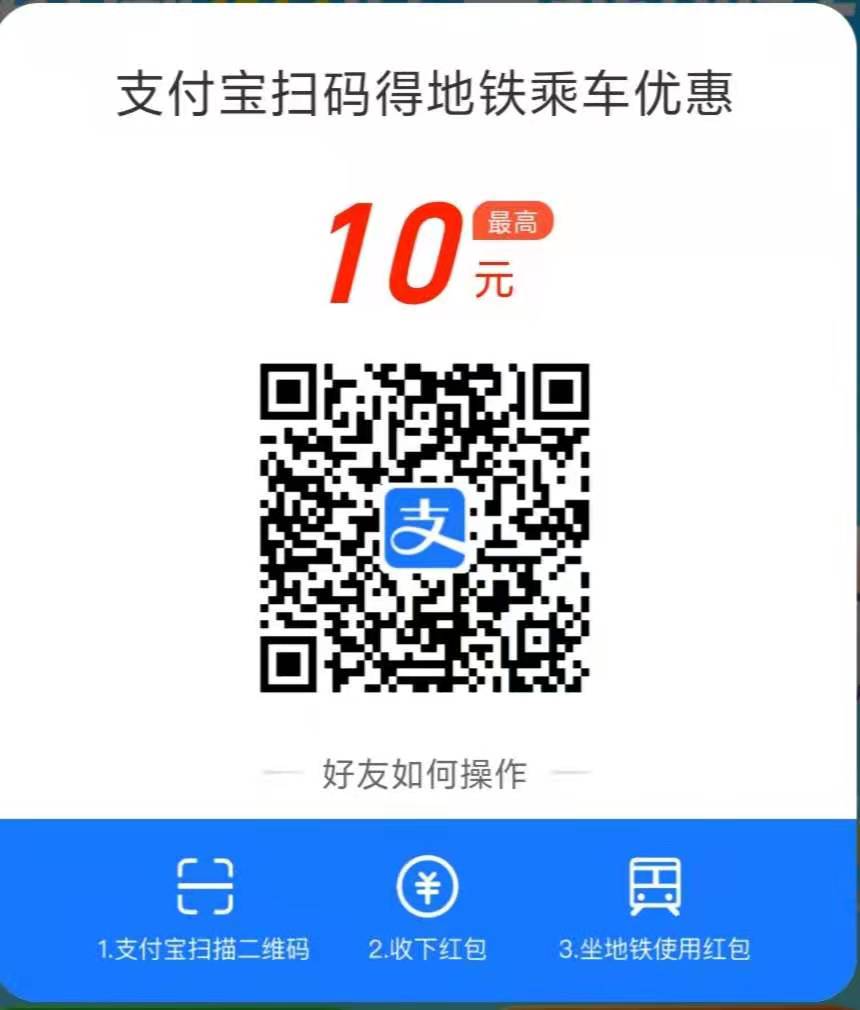 支付宝扫码得地铁乘车优惠
10
最高
元
支
好友如何操作
1.支付宝扫描二维码
2.收下红包
3.坐地铁使用红包